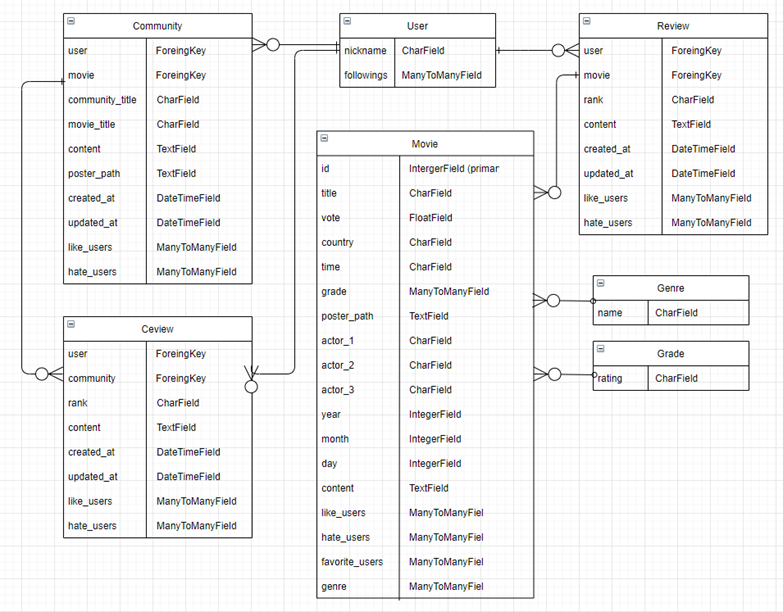 Community
user ForeingKey
movie ForeingKey
community_title CharField
movie_title CharField
content TextField
poster_path TextField
created_at DateTimeField
updated_at DateTimeField
like_users ManyToManyField
hate_users ManyToManyField
User
nickname CharField
followings ManyToManyField
Review
user ForeingKey
movie ForeingKey
rank CharField
content TextField
created_at DateTimeField
updated_at DateTimeField
like_users ManyToManyField
hate_users ManyToManyField
Movie
id IntergerField (primar
title CharField
vote FloatField
country CharField
time CharField
grade ManyToManyField
poster_path TextField
actor_1 CharField
actor_2 CharField
actor_3 CharField
year IntegerField
month IntegerField
day IntegerField
content TextField
like_users ManyToManyFiel
hate_users ManyToManyFiel
favorite_users ManyToManyFiel
genre ManyToManyFiel
Genre
name CharField
Grade
rating CharField
Ceview
user ForeingKey
community ForeingKey
rank CharField
content TextField
created_at DateTimeField
updated_at DateTimeField
like_users ManyToManyField
hate_users ManyToManyField